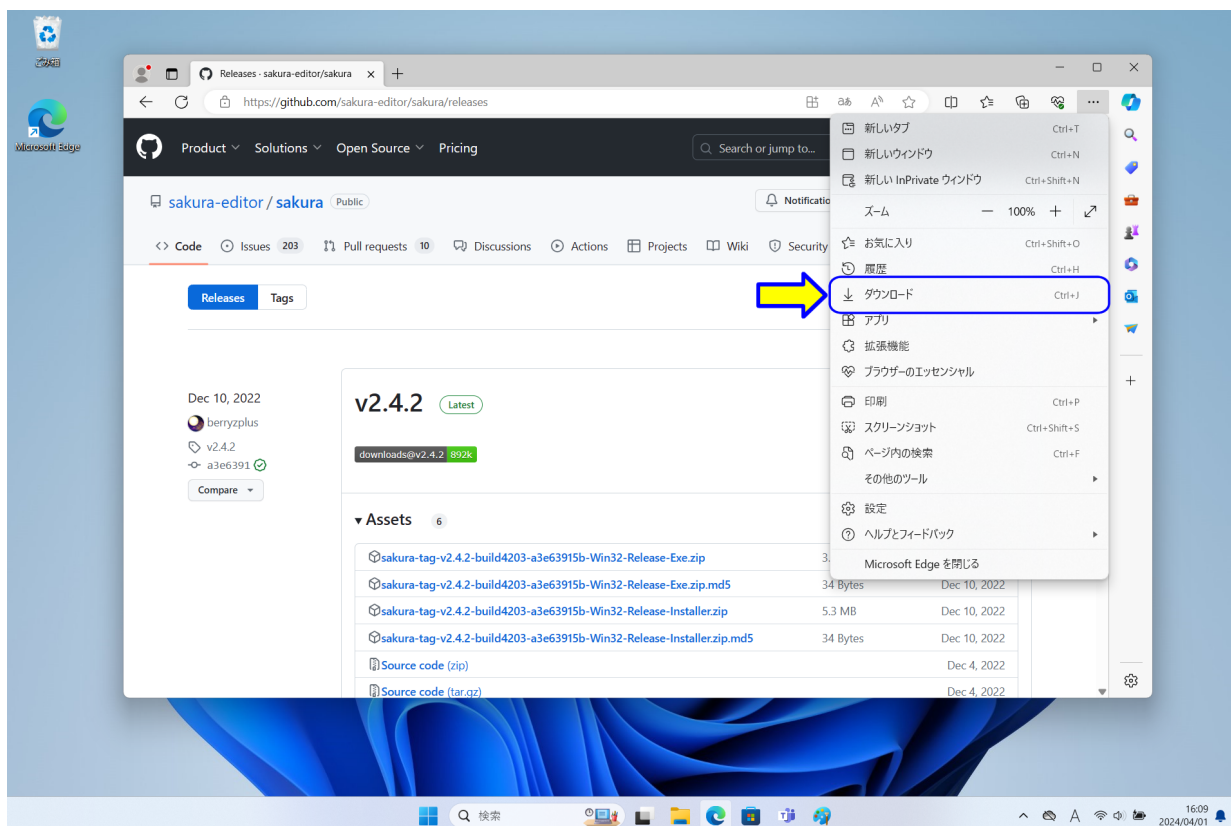 ごみ箱
Microsoft Edge
Releases · sakura-editor/sakura
https://github.com/sakura-editor/sakura/releases
Product
Solutions
Open Source
Pricing
Search or jump to...
sakura-editor / sakura
Public
Notificatio
Code
Issues 203
Pull requests 10
Discussions
Actions
Projects
Wiki
Security
Releases
Tags
Dec 10, 2022
berryzplus
v2.4.2
a3e6391
Compare
v2.4.2
Latest
downloads@v2.4.2 892k
Assets 6
sakura-tag-v2.4.2-build4203-a3e63915b-Win32-Release-Exe.zip 3.
sakura-tag-v2.4.2-build4203-a3e63915b-Win32-Release-Exe.zip.md5 34 Bytes Dec 10, 2022
sakura-tag-v2.4.2-build4203-a3e63915b-Win32-Release-Installer.zip 5.3 MB Dec 10, 2022
sakura-tag-v2.4.2-build4203-a3e63915b-Win32-Release-Installer.zip.md5 34 Bytes Dec 10, 2022
Source code (zip) Dec 4, 2022
Source code (tar.gz) Dec 4, 2022
新しいタブ Ctrl+T
新しいウィンドウ Ctrl+N
新しい InPrivate ウィンドウ Ctrl+Shift+N
ズーム — 100% +
お気に入り Ctrl+Shift+O
履歴 Ctrl+H
ダウンロード Ctrl+J
アプリ
拡張機能
ブラウザーのエッセンシャル
印刷 Ctrl+P
スクリーンショット Ctrl+Shift+S
ページ内の検索 Ctrl+F
その他のツール
設定
ヘルプとフィードバック
Microsoft Edge を閉じる
検索
A
16:09
2024/04/01